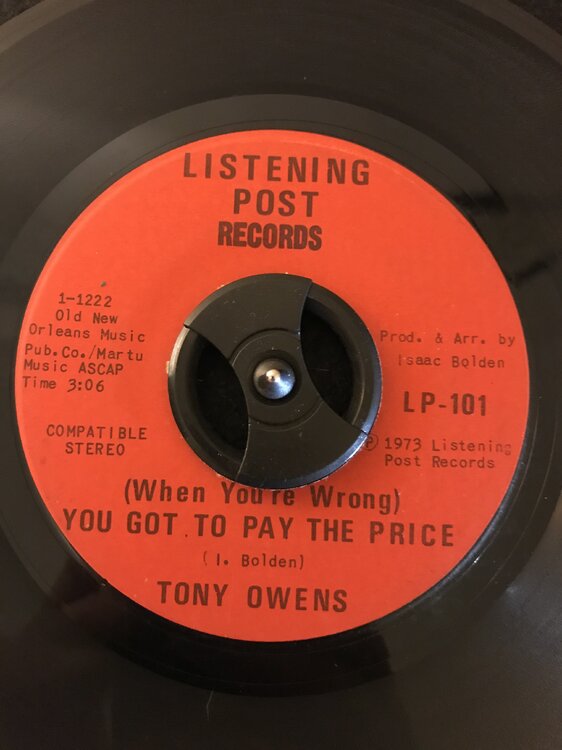 LISTENING
POST
RECORDS
1-1222
Old New
Orleans Music
Pub.Co./Martu
Music ASCAP
Time 3:06
COMPATIBLE
STEREO
Prod. & Arr. by
Isaac Bolden
LP-101
℗ 1973 Listening
Post Records
(When You're Wrong)
YOU GOT TO PAY THE PRICE
(I. Bolden)
TONY OWENS